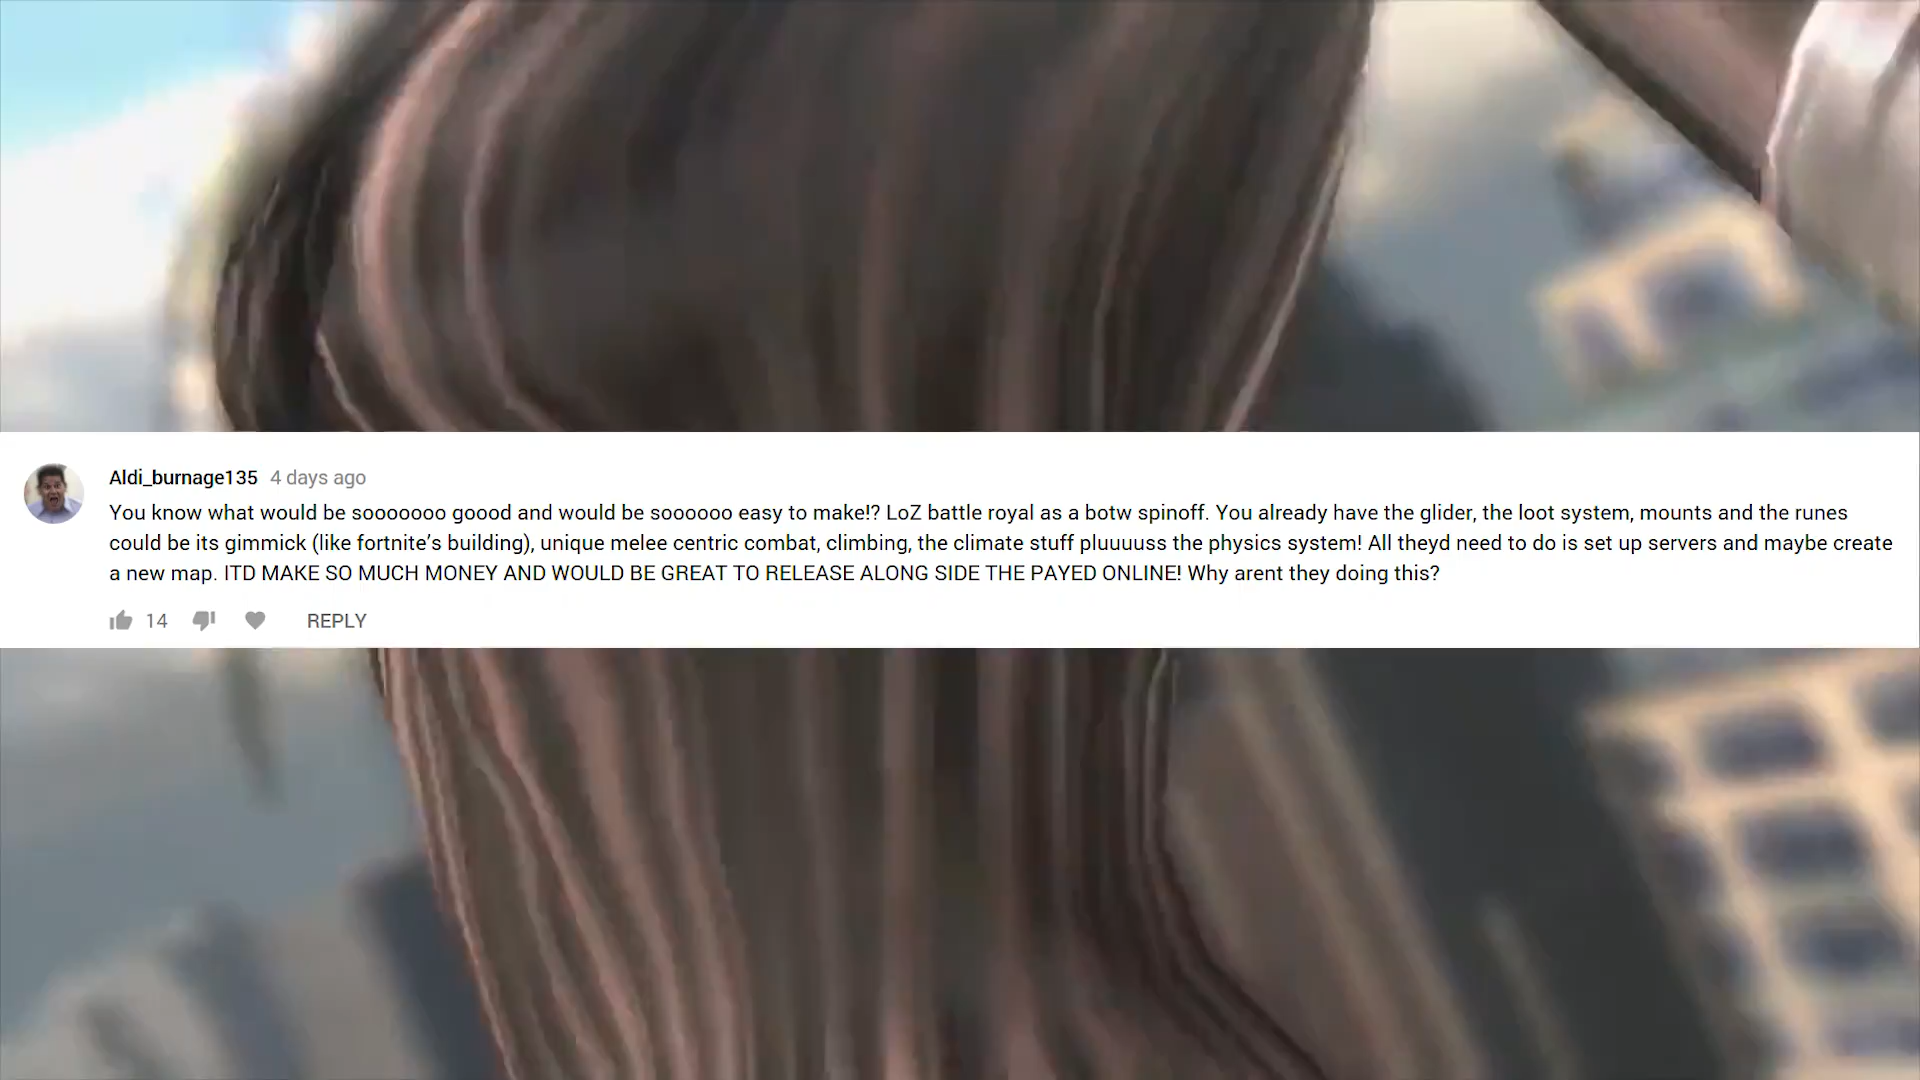 Aldi_burnage135 4 days ago
You know what would be sooooooo goood and would be soooooo easy to make!? LoZ battle royal as a botw spinoff. You already have the glider, the loot system, mounts and the runes
could be its gimmick (like fortnite’s building), unique melee centric combat, climbing, the climate stuff pluuuuss the physics system! All theyd need to do is set up servers and maybe create
a new map. ITD MAKE SO MUCH MONEY AND WOULD BE GREAT TO RELEASE ALONG SIDE THE PAYED ONLINE! Why arent they doing this?
14 REPLY